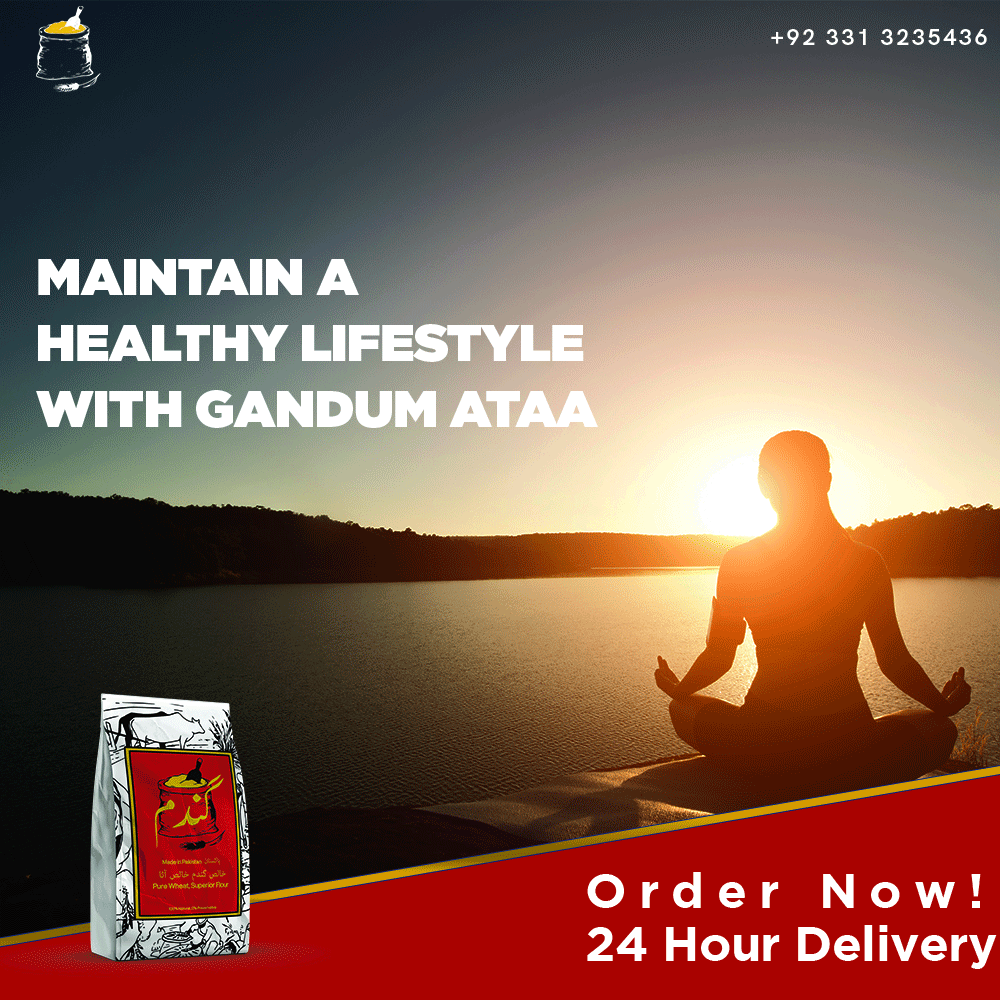 +92 331 3235436
MAINTAIN A
HEALTHY LIFESTYLE
WITH GANDUM ATAA
گندم
Made in Pakistan پاکستان
خالص گندم خالص آٹا
Pure Wheat, Superior Flour
Order Now!
24 Hour Delivery